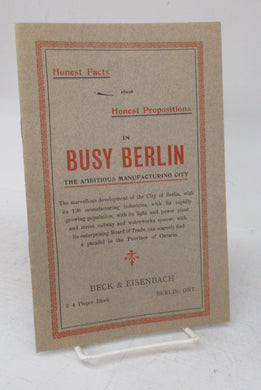 Honest Facts
about
Honest Propositions
IN
BUSY BERLIN
THE AMBITIOUS MANUFACTURING CITY
The marvellous development of the City of Berlin, with
its 136 manufacturing industries, with its rapidly
growing population, with its light and power plant
and street railway and waterworks system, with
its enterprising Board of Trade, can scarcely find
a parallel in the Province of Ontario.
BECK & EISENBACH
2 4 Pieper Block
BERLIN, ONT.